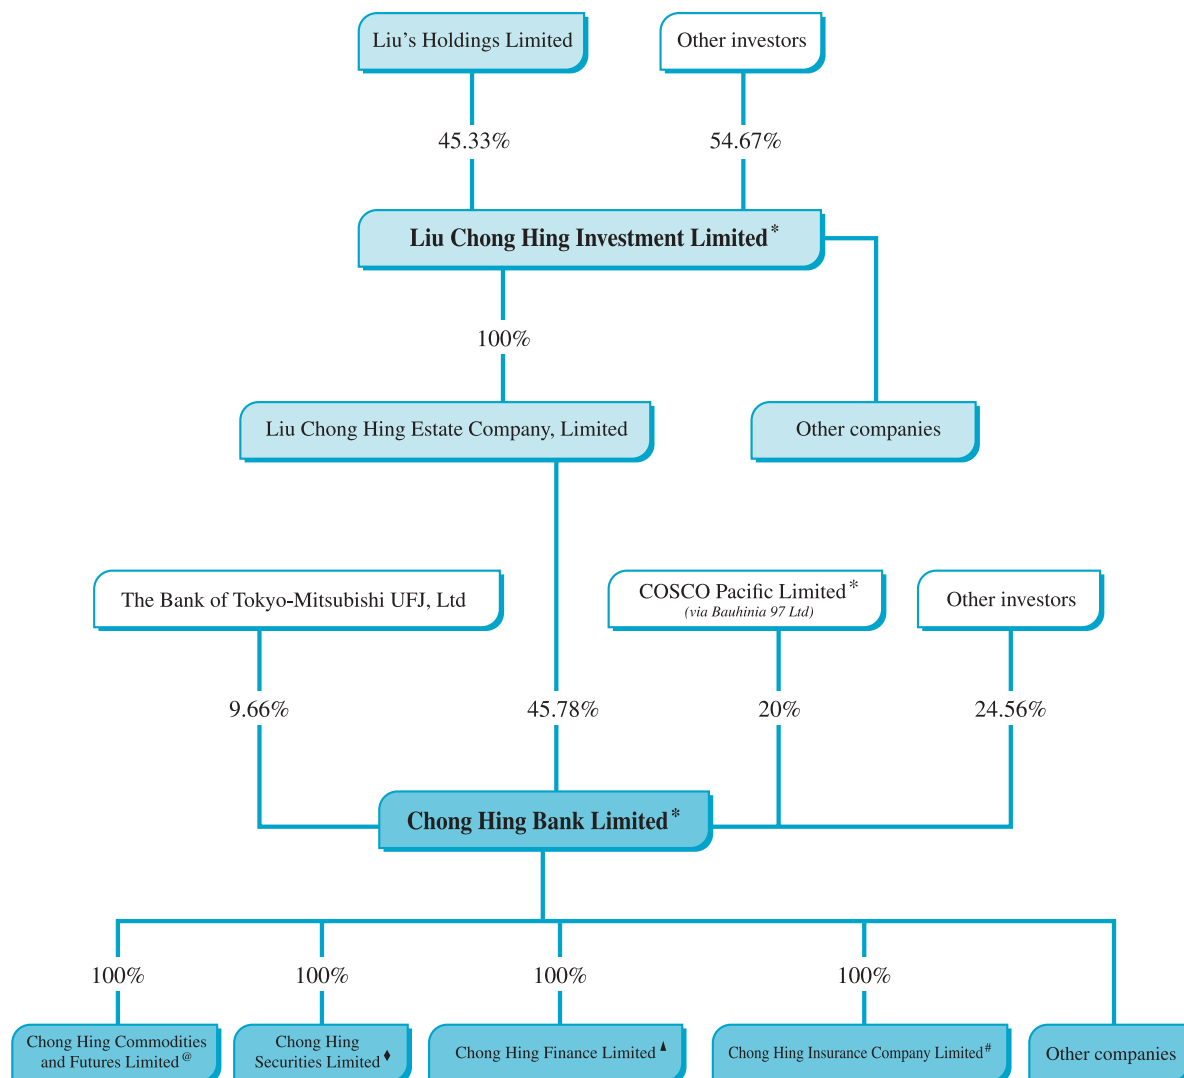 Liu's Holdings Limited
Other investors
45.33%
54.67%
Liu Chong Hing Investment Limited*
100%
Liu Chong Hing Estate Company, Limited
Other companies
The Bank of Tokyo-Mitsubishi UFJ, Ltd
COSCO Pacific Limited*
(via Bauhinia 97 Ltd)
Other investors
9.66%
45.78%
20%
24.56%
Chong Hing Bank Limited*
100%
100%
100%
100%
Chong Hing Commodities
and Futures Limited@
Chong Hing
Securities Limited♦
Chong Hing Finance Limited▲
Chong Hing Insurance Company Limited#
Other companies